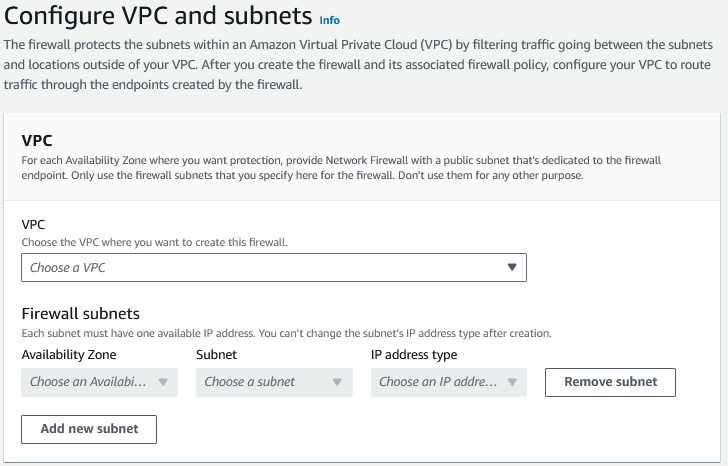 Configure VPC and subnets Info
The firewall protects the subnets within an Amazon Virtual Private Cloud (VPC) by filtering traffic going between the subnets
and locations outside of your VPC. After you create the firewall and its associated firewall policy, configure your VPC to route
traffic through the endpoints created by the firewall.
VPC
For each Availability Zone where you want protection, provide Network Firewall with a public subnet that's dedicated to the firewall
endpoint. Only use the firewall subnets that you specify here for the firewall. Don't use them for any other purpose.
VPC
Choose the VPC where you want to create this firewall.
Choose a VPC
Firewall subnets
Each subnet must have one available IP address. You can't change the subnet's IP address type after creation.
Availability Zone Subnet IP address type
Choose an Availabi... Choose a subnet Choose an IP addre... Remove subnet
Add new subnet